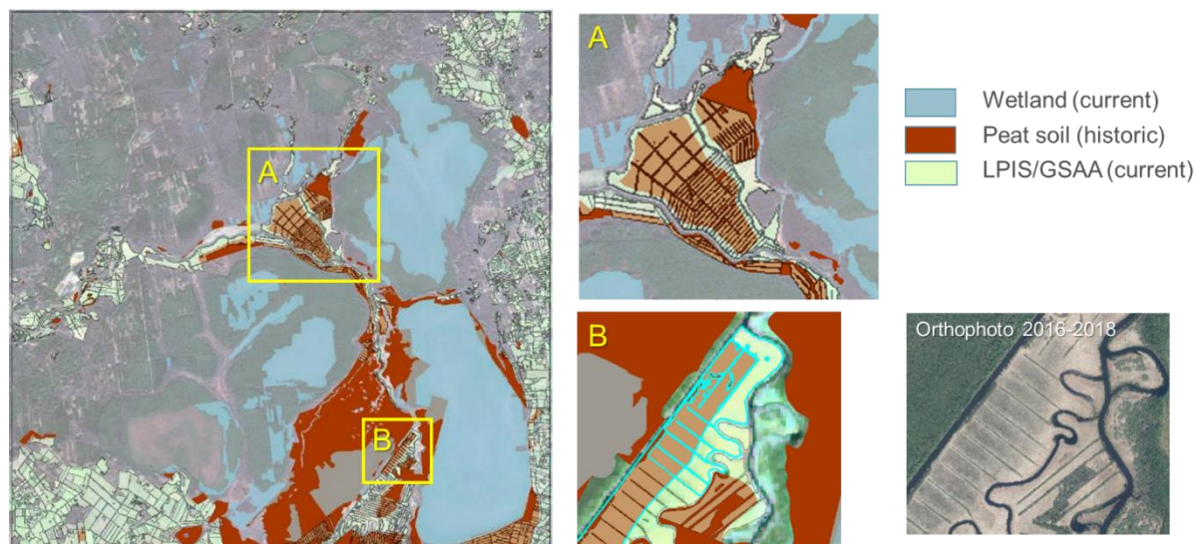 A
B
A
B
Wetland (current)
Peat soil (historic)
LPIS/GSAA (current)
Orthophoto 2016-2018